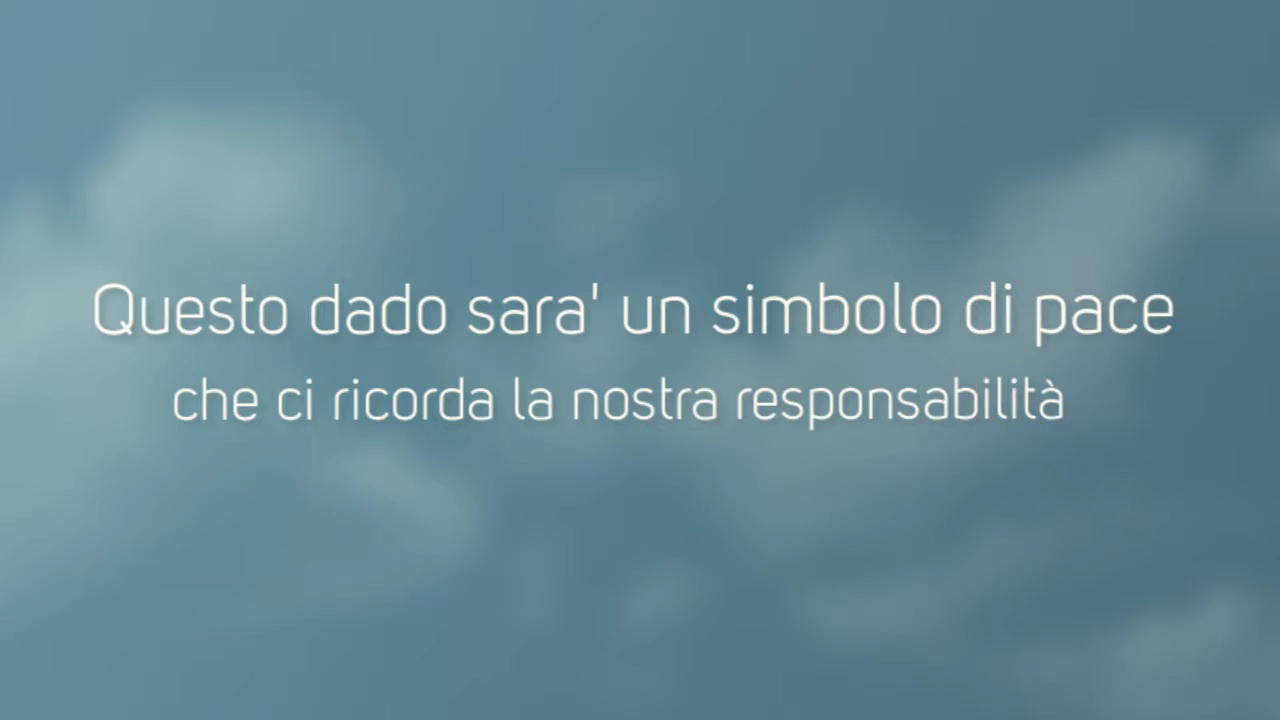 Questo dado sara' un simbolo di pace
che ci ricorda la nostra responsabilità